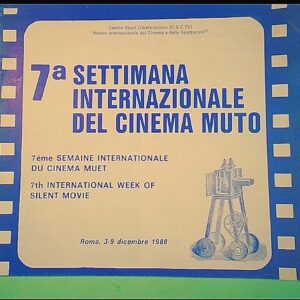 Centro Studi Cinetelevisivi (C.S.C.TV)
Museo Internazionale del Cinema e dello Spettacolo
7a SETTIMANA
INTERNAZIONALE
DEL CINEMA MUTO
7éme SEMAINE INTERNATIONALE
DU CINEMA MUET
7th INTERNATIONAL WEEK OF
SILENT MOVIE
Roma, 3-9 dicembre 1988